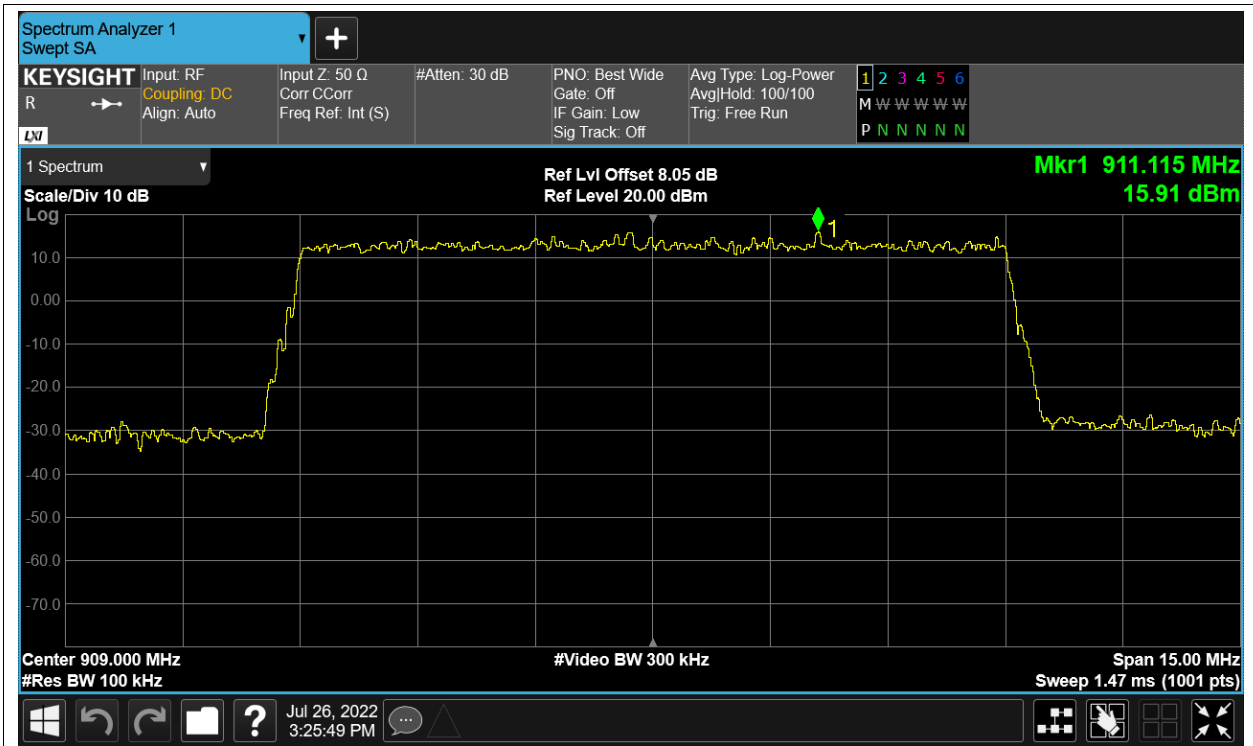 Spectrum Analyzer 1
Swept SA
KEYSIGHT
R
LXI
Input: RF
Coupling: DC
Align: Auto
Input Z: 50 Ω
Corr CCorr
Freq Ref: Int (S)
#Atten: 30 dB
PNO: Best Wide
Gate: Off
IF Gain: Low
Sig Track: Off
Avg Type: Log-Power
Avg|Hold: 100/100
Trig: Free Run
1 2 3 4 5 6
M W W W W W
P N N N N N
1 Spectrum
Scale/Div 10 dB
Log
Ref Lvl Offset 8.05 dB
Ref Level 20.00 dBm
Mkr1 911.115 MHz
15.91 dBm
1
10.0
0.00
-10.0
-20.0
-30.0
-40.0
-50.0
-60.0
-70.0
Center 909.000 MHz
#Res BW 100 kHz
#Video BW 300 kHz
Span 15.00 MHz
Sweep 1.47 ms (1001 pts)
?
Jul 26, 2022
3:25:49 PM